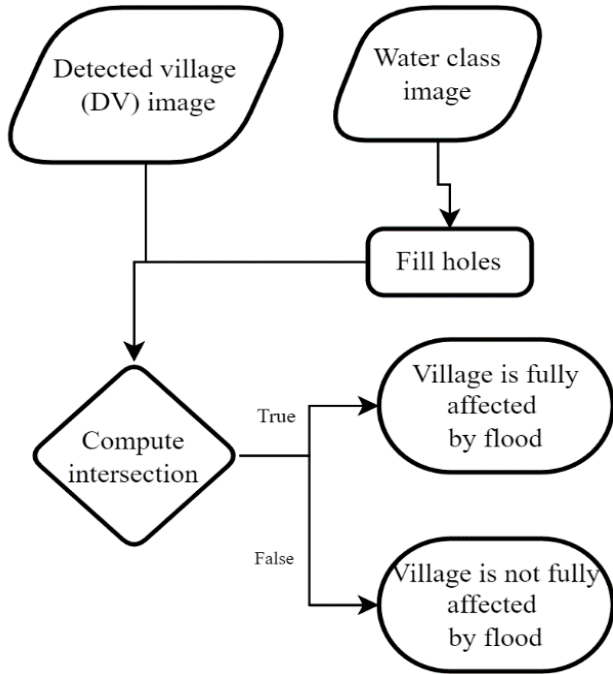 Detected village
(DV) image
Water class
image
Fill holes
Compute
intersection
True
False
Village is fully
affected
by flood
Village is not fully
affected
by flood